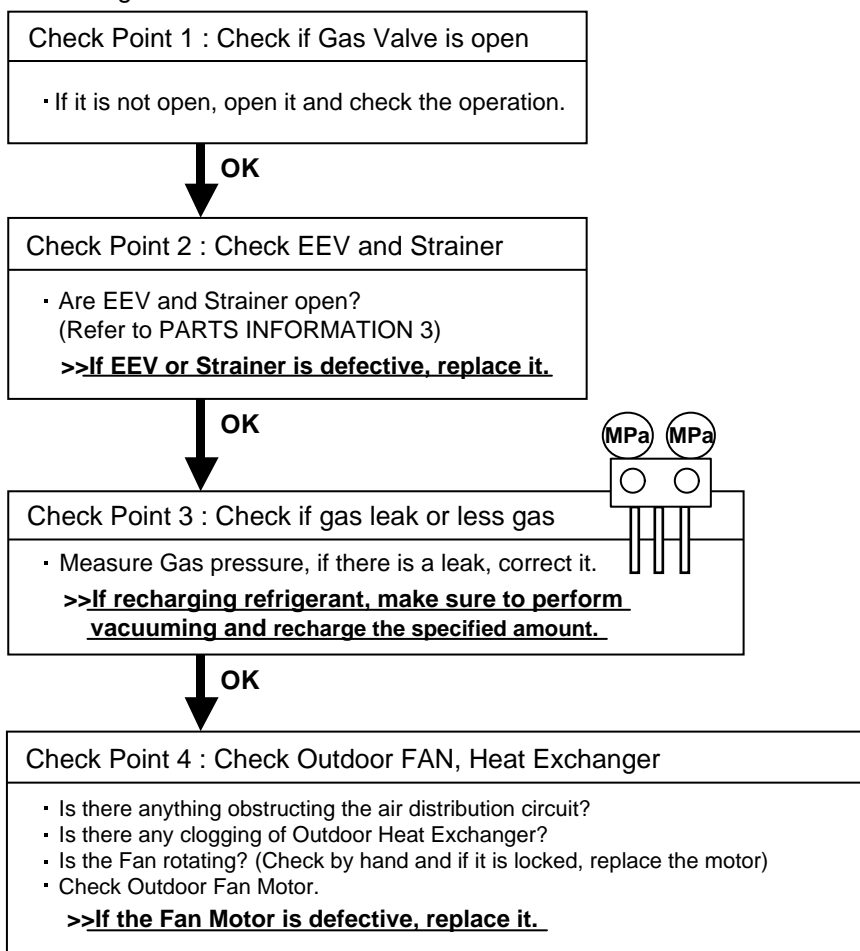 Check Point 1 : Check if Gas Valve is open
· If it is not open, open it and check the operation.
OK
Check Point 2 : Check EEV and Strainer
· Are EEV and Strainer open?
(Refer to PARTS INFORMATION 3)
>>If EEV or Strainer is defective, replace it.
OK
MPa MPa
Check Point 3 : Check if gas leak or less gas
· Measure Gas pressure, if there is a leak, correct it.
>>If recharging refrigerant, make sure to perform
vacuuming and recharge the specified amount.
OK
Check Point 4 : Check Outdoor FAN, Heat Exchanger
· Is there anything obstructing the air distribution circuit?
· Is there any clogging of Outdoor Heat Exchanger?
· Is the Fan rotating? (Check by hand and if it is locked, replace the motor)
· Check Outdoor Fan Motor.
>>If the Fan Motor is defective, replace it.